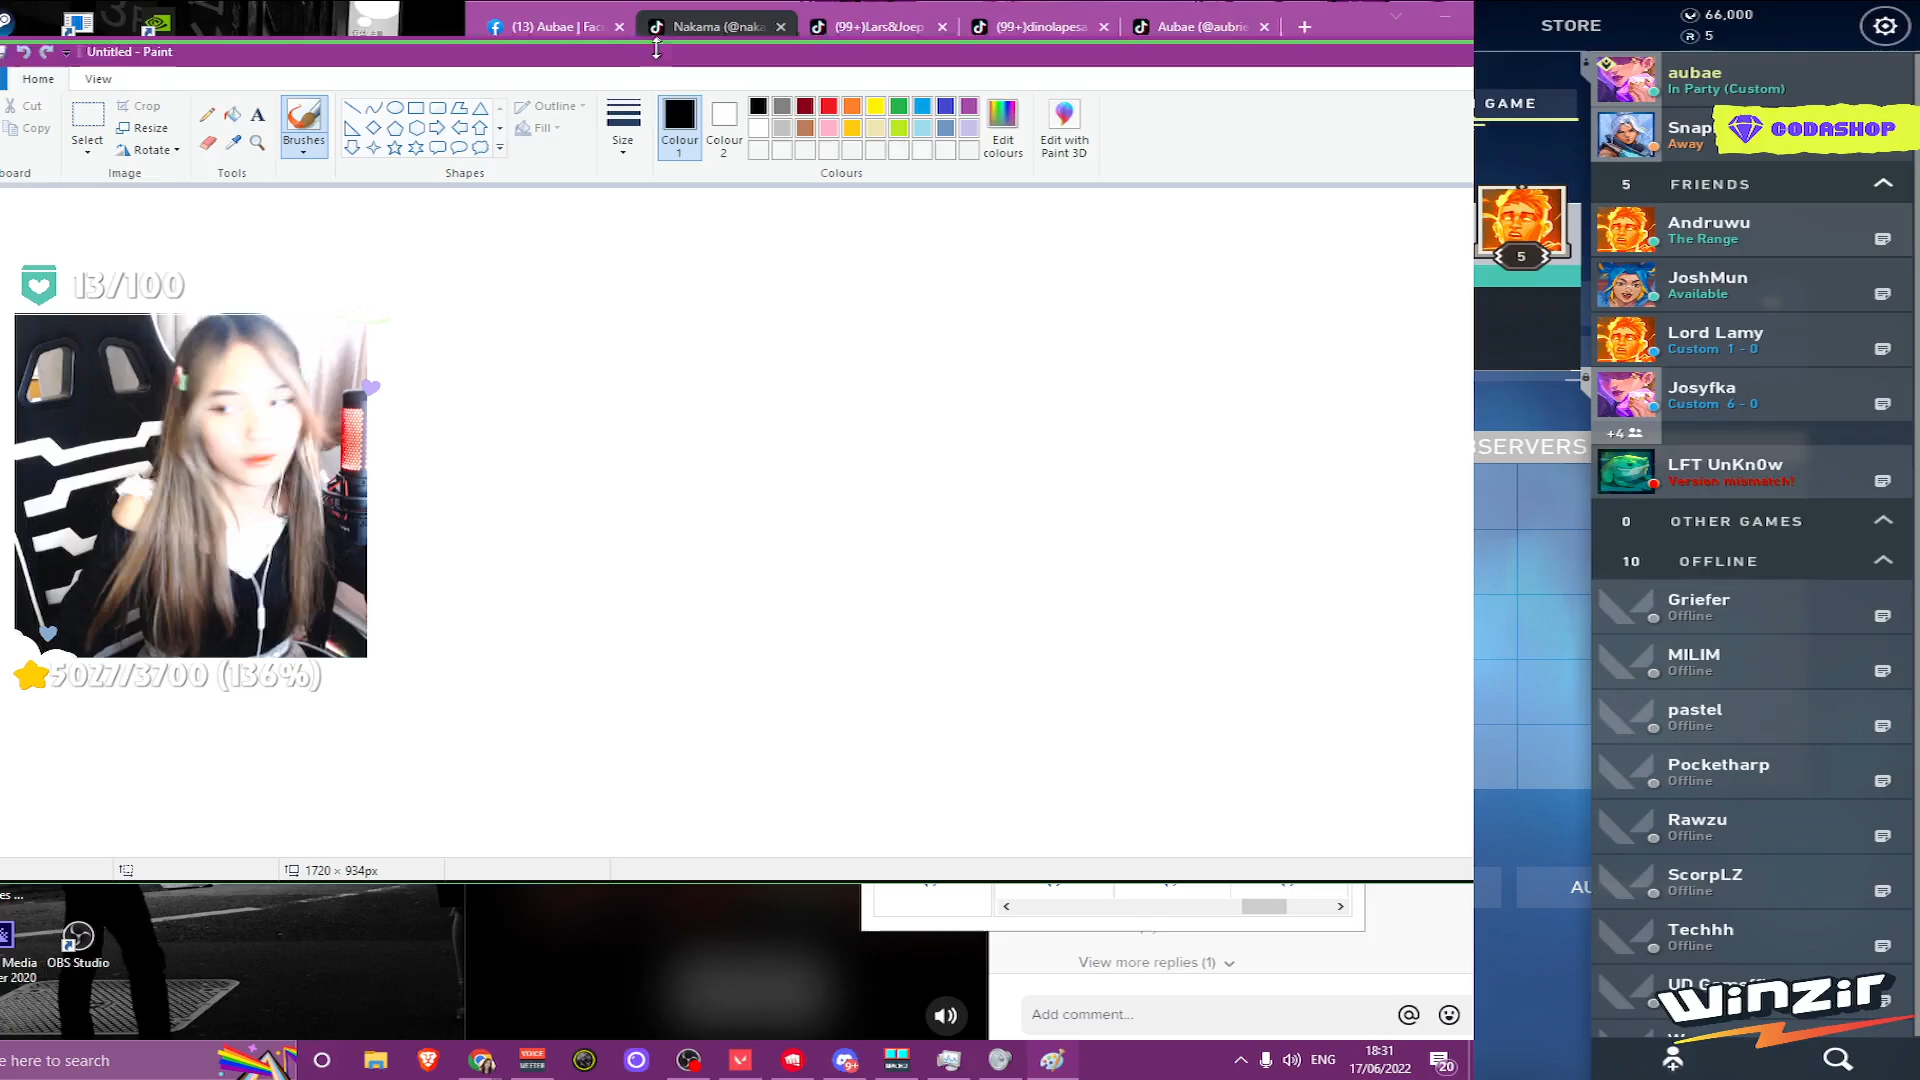 (13) Aubae | Fac
Nakama (@naka
(99+)Lars&Joep
(99+)dinolapesa
Aubae (@aubrie
Untitled - Paint
Home
View
Cut
Copy
Select
Crop
Resize
Rotate
Image
Tools
Brushes
Outline
Fill
Shapes
Size
Colour 1
Colour 2
Edit colours
Edit with Paint 3D
Colours
13/100
5027/3700 (136%)
1720 × 934px
OBS Studio
Media
2020
View more replies (1)
Add comment...
here to search
ENG
18:31
17/06/2022
20
STORE
66,000
5
GAME
5
aubae
In Party (Custom)
Snap
Away
CODASHOP
5 FRIENDS
Andruwu
The Range
JoshMun
Available
Lord Lamy
Custom 1 - 0
Josyfka
Custom 6 - 0
+4
LFT UnKn0w
Version mismatch!
SERVERS
0 OTHER GAMES
10 OFFLINE
Griefer
Offline
MILIM
Offline
pastel
Offline
Pocketharp
Offline
Rawzu
Offline
ScorpLZ
Offline
Techhh
Offline
WINZIR